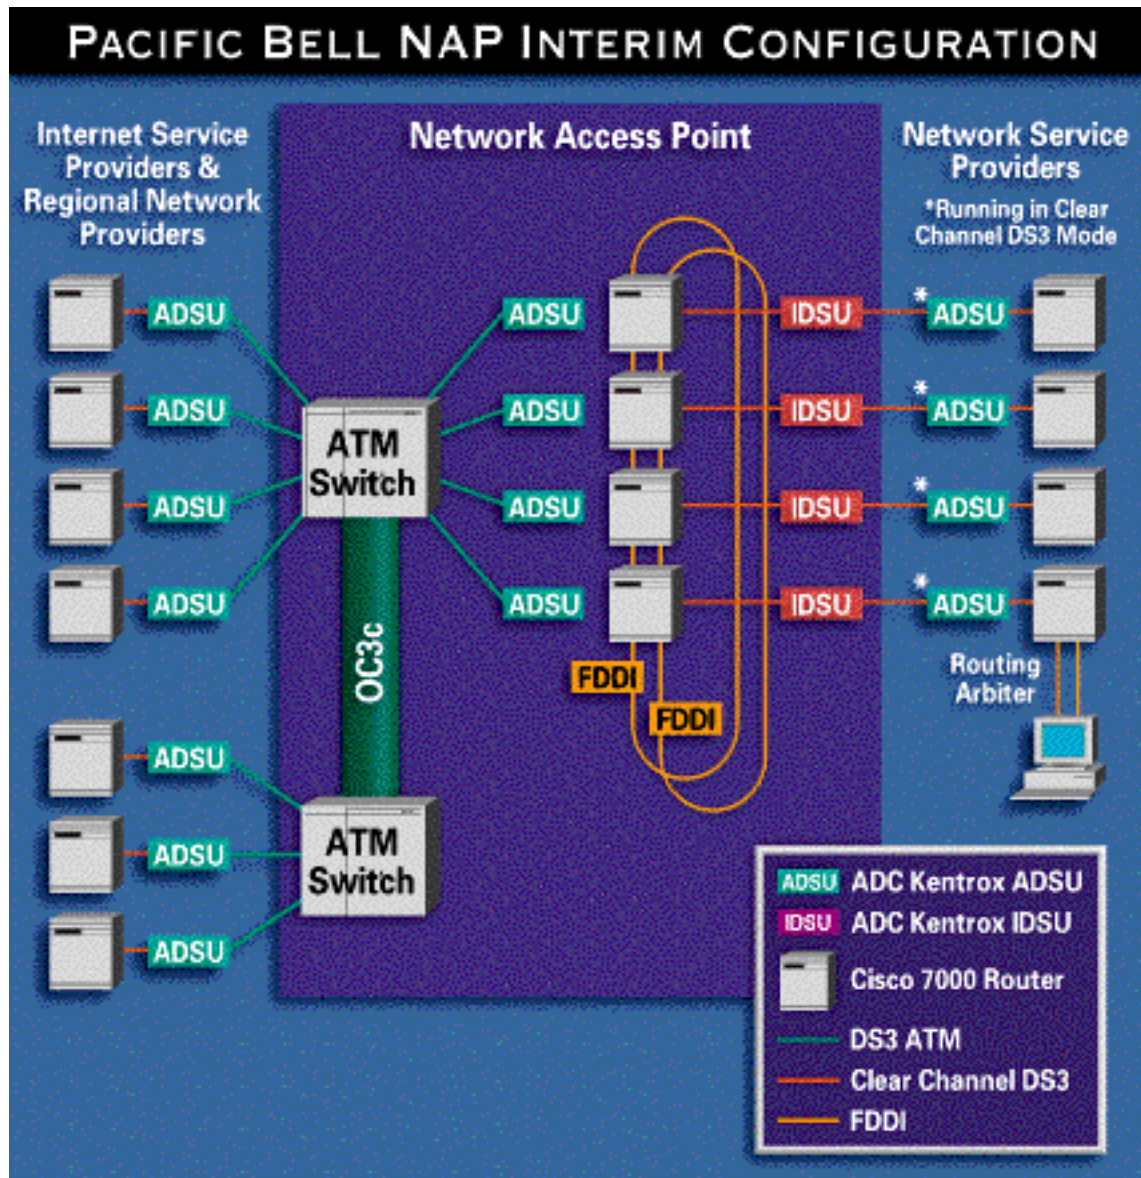 PACIFIC BELL NAP INTERIM CONFIGURATION
Internet Service
Providers &
Regional Network
Providers
Network Access Point
Network Service
Providers
*Running in Clear
Channel DS3 Mode
ADSU
ADSU
IDSU
*
ADSU
ADSU
ADSU
IDSU
*
ADSU
ATM
Switch
ADSU
ADSU
IDSU
*
ADSU
ADSU
ADSU
IDSU
*
ADSU
OC3c
FDDI
FDDI
Routing
Arbiter
ADSU
ADSU
ADSU
ATM
Switch
ADSU ADC Kentrox ADSU
IDSU ADC Kentrox IDSU
Cisco 7000 Router
DS3 ATM
Clear Channel DS3
FDDI